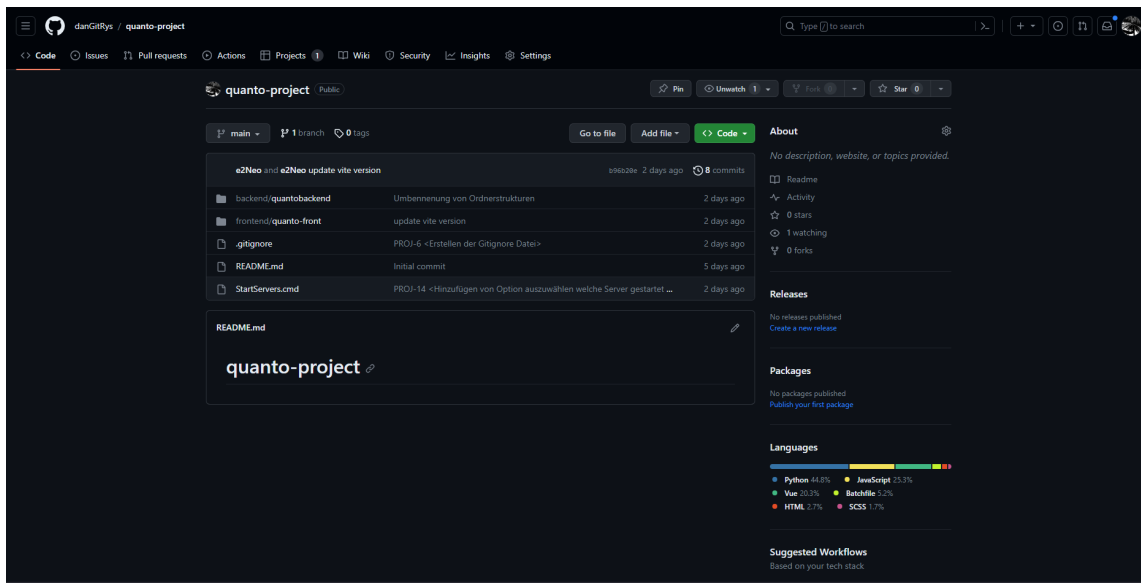 danGitRys / quanto-project
Type / to search
Code Issues Pull requests Actions Projects 1 Wiki Security Insights Settings
quanto-project Public
Pin Unwatch 1 Fork 0 Star 0
main 1 branch 0 tags Go to file Add file Code
e2Neo and e2Neo update vite version b96b20e 2 days ago 8 commits
backend/quantobackend Umbennenung von Ordnerstrukturen 2 days ago
frontend/quanto-front update vite version 2 days ago
.gitignore PROJ-6 <Erstellen der Gitignore Datei> 2 days ago
README.md Initial commit 5 days ago
StartServers.cmd PROJ-14 <Hinzufügen von Option auszuwählen welche Server gestartet ... 2 days ago
README.md
quanto-project
About
No description, website, or topics provided.
Readme
Activity
0 stars
1 watching
0 forks
Releases
No releases published
Create a new release
Packages
No packages published
Publish your first package
Languages
Python 44.8% JavaScript 25.3%
Vue 20.3% Batchfile 5.2%
HTML 2.7% SCSS 1.7%
Suggested Workflows
Based on your tech stack